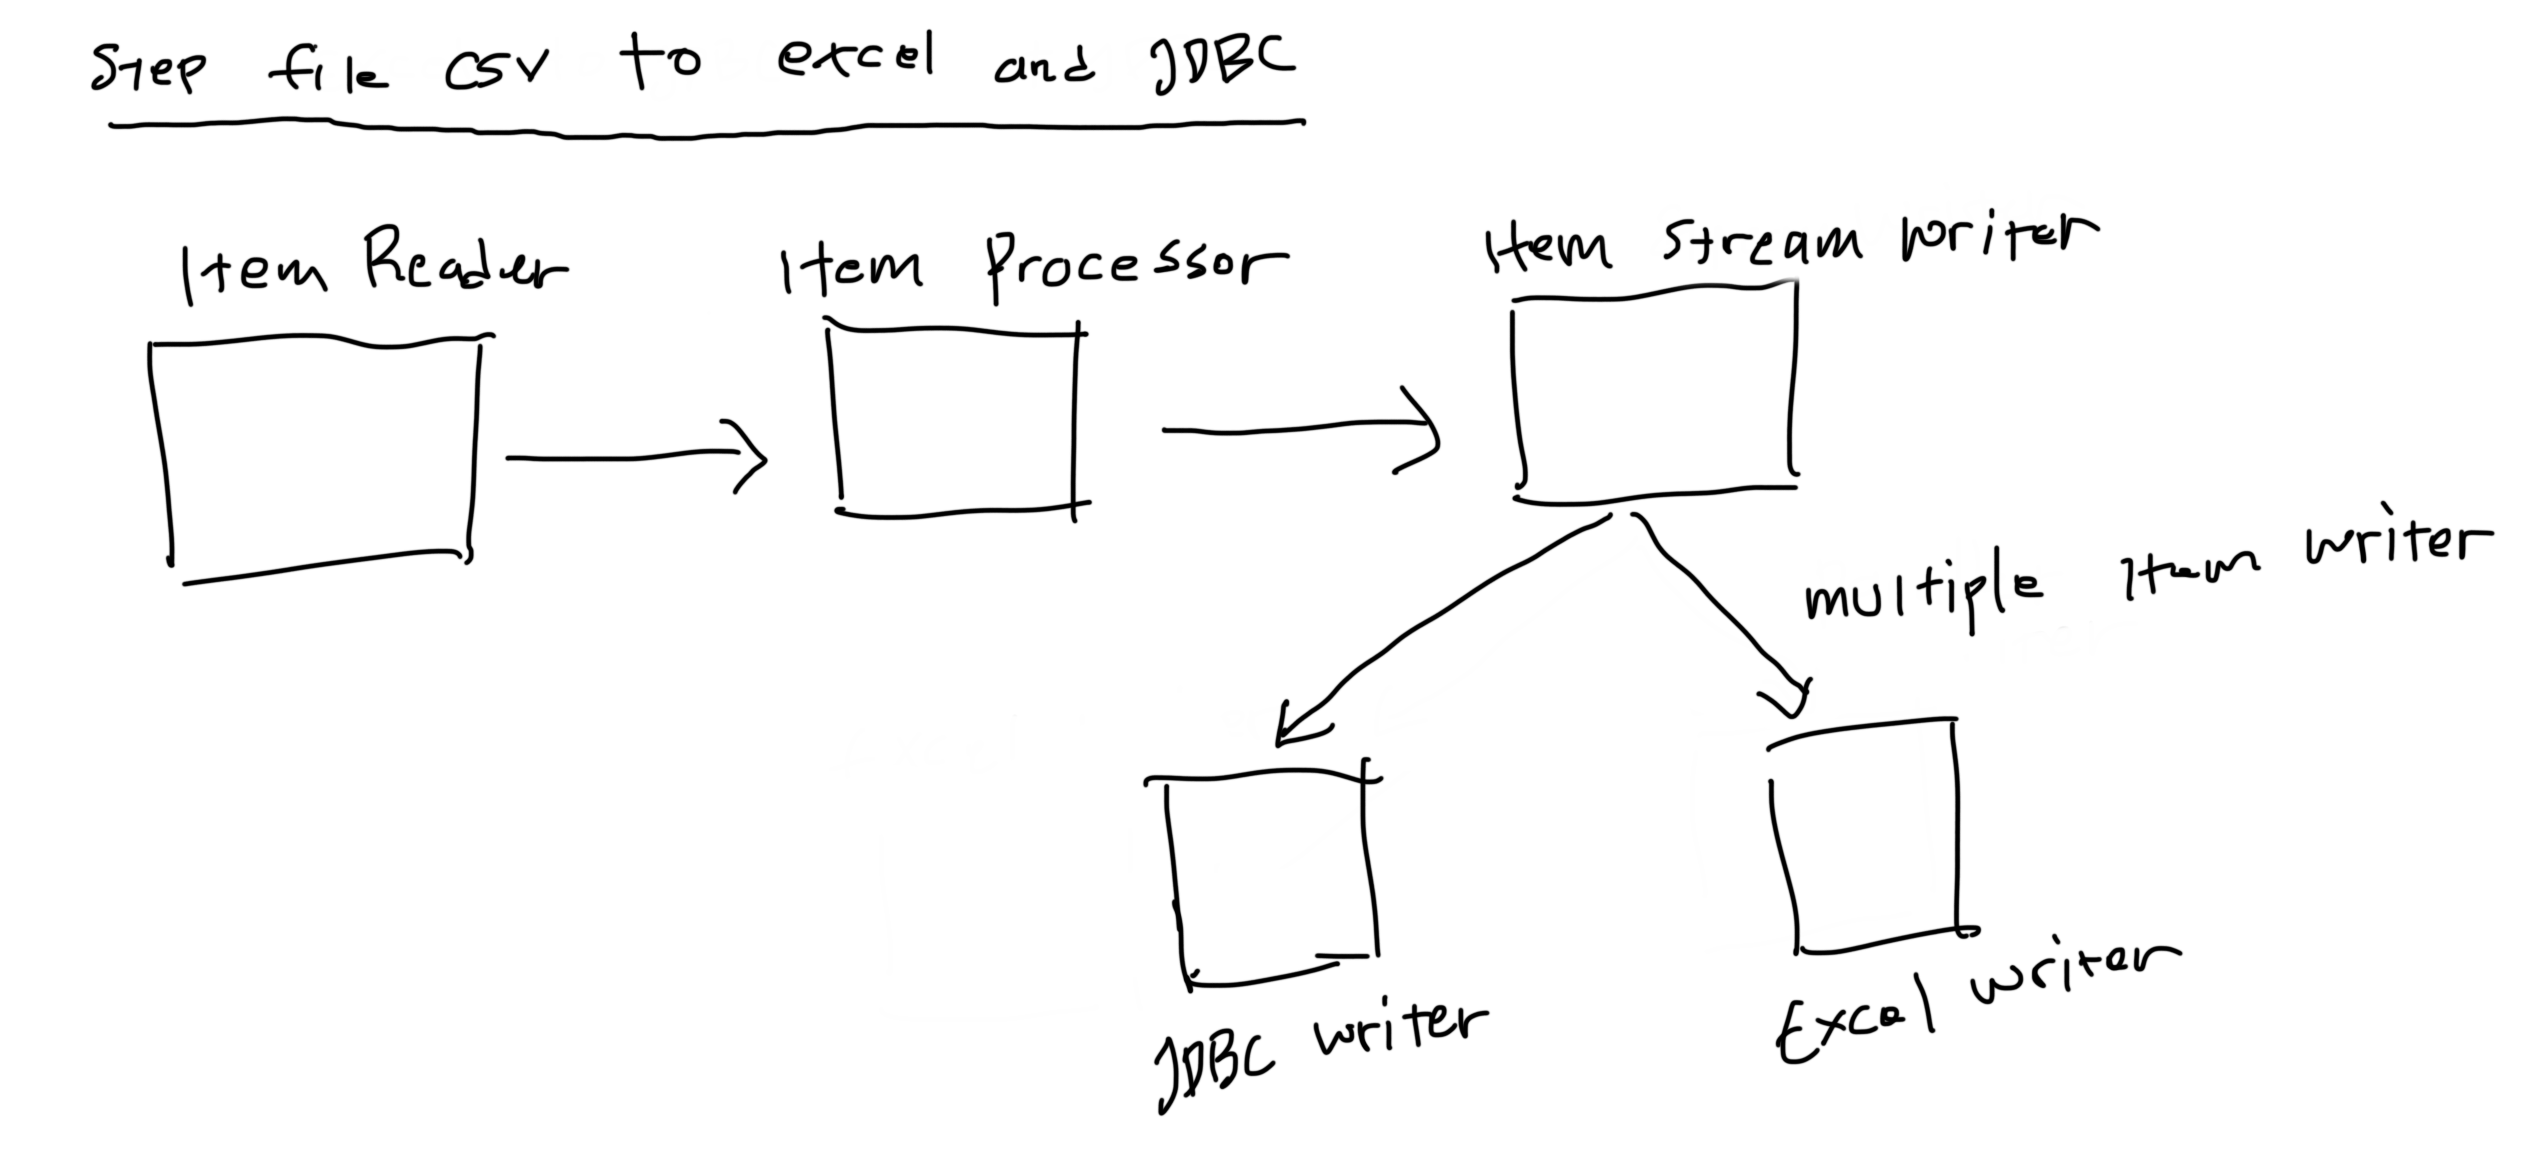 Step file CSV to excel and JDBC
Item Reader
Item Processor
Item Stream writer
multiple Item writer
JDBC writer
Excel writer